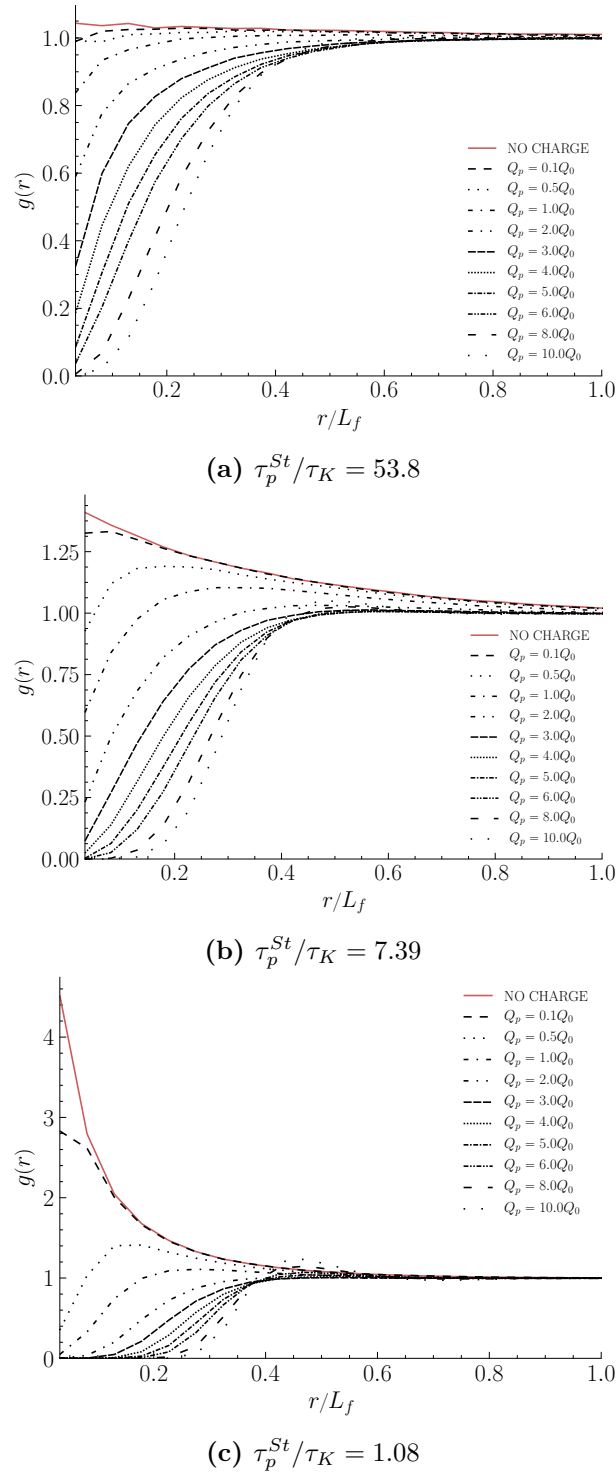 1.0
0.8
0.6
0.4
0.2
0.0
g(r)
NO CHARGE
Q_p = 0.1Q_0
Q_p = 0.5Q_0
Q_p = 1.0Q_0
Q_p = 2.0Q_0
Q_p = 3.0Q_0
Q_p = 4.0Q_0
Q_p = 5.0Q_0
Q_p = 6.0Q_0
Q_p = 8.0Q_0
Q_p = 10.0Q_0
0.2 0.4 0.6 0.8 1.0
r/L_f
(a) τ_p^{St}/τ_K = 53.8
1.25
1.00
0.75
0.50
0.25
0.00
g(r)
NO CHARGE
Q_p = 0.1Q_0
Q_p = 0.5Q_0
Q_p = 1.0Q_0
Q_p = 2.0Q_0
Q_p = 3.0Q_0
Q_p = 4.0Q_0
Q_p = 5.0Q_0
Q_p = 6.0Q_0
Q_p = 8.0Q_0
Q_p = 10.0Q_0
0.2 0.4 0.6 0.8 1.0
r/L_f
(b) τ_p^{St}/τ_K = 7.39
4
3
2
1
0
g(r)
NO CHARGE
Q_p = 0.1Q_0
Q_p = 0.5Q_0
Q_p = 1.0Q_0
Q_p = 2.0Q_0
Q_p = 3.0Q_0
Q_p = 4.0Q_0
Q_p = 5.0Q_0
Q_p = 6.0Q_0
Q_p = 8.0Q_0
Q_p = 10.0Q_0
0.2 0.4 0.6 0.8 1.0
r/L_f
(c) τ_p^{St}/τ_K = 1.08